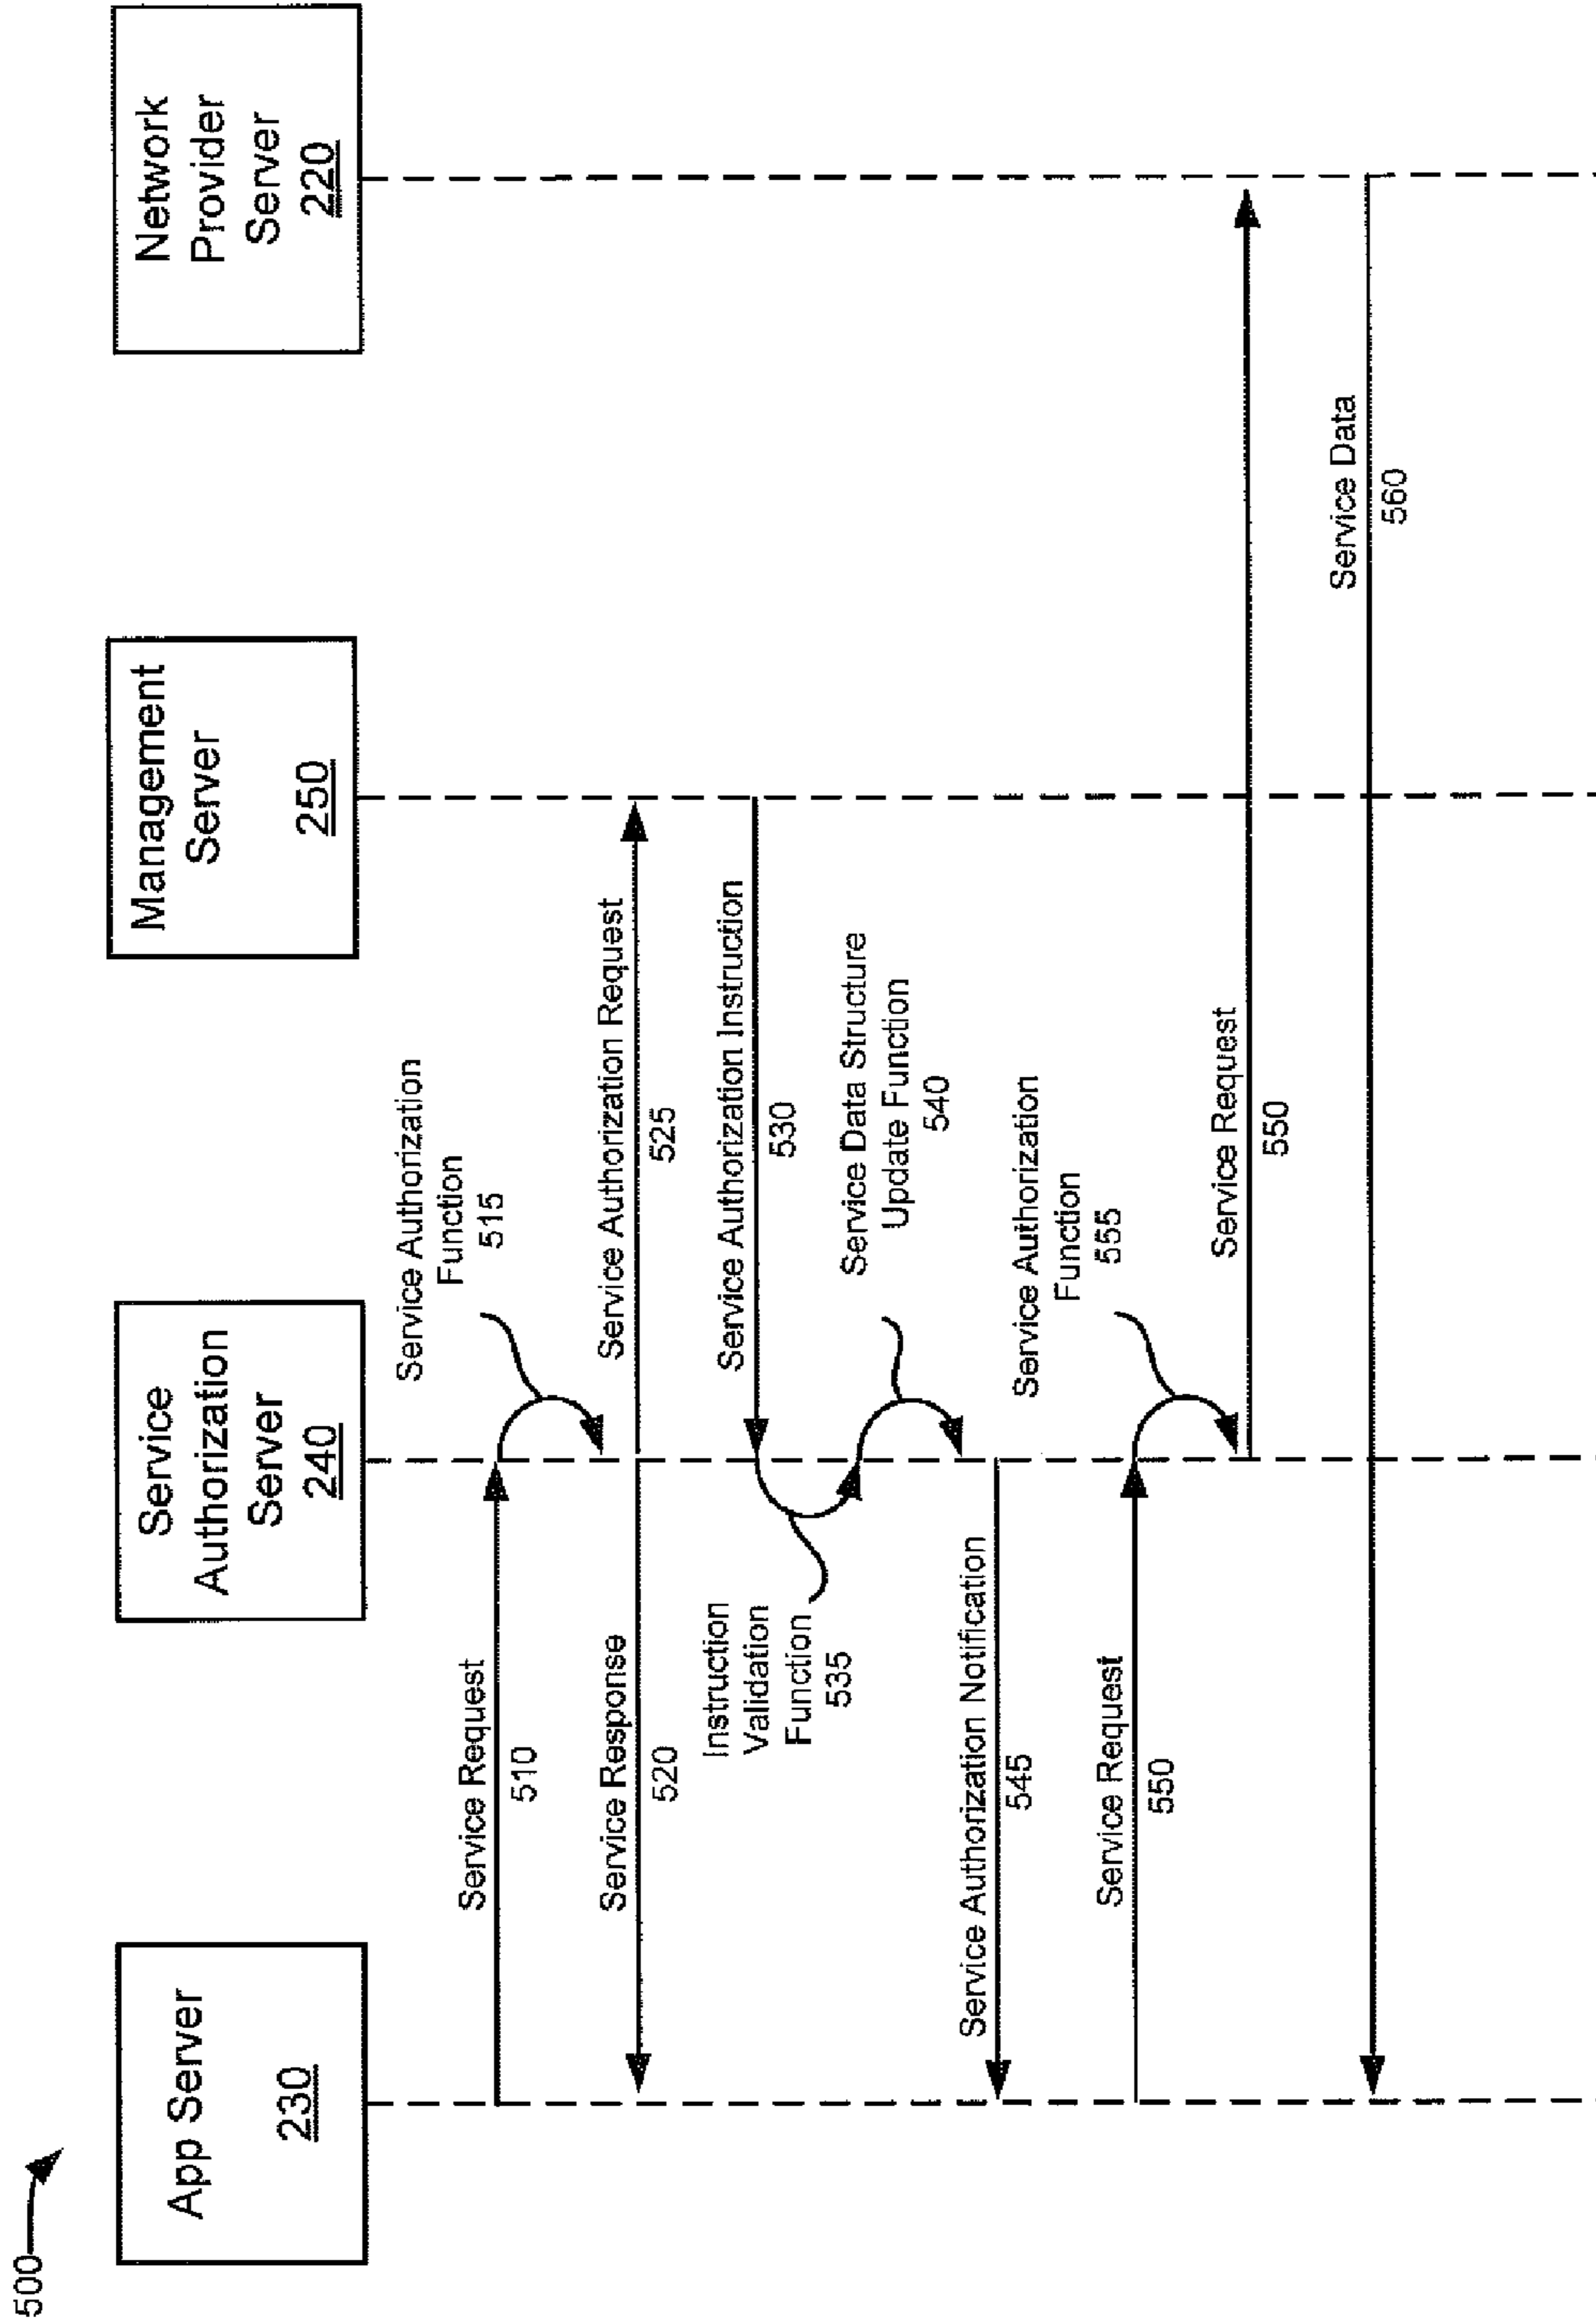 500
App Server
230
Service
Authorization
Server
240
Management
Server
250
Network
Provider
Server
220
Service Request
510
Service Authorization
Function
515
Service Response
520
Service Authorization Request
525
Service Authorization Instruction
530
Instruction
Validation
Function
535
Service Data Structure
Update Function
540
Service Authorization Notification
545
Service Request
550
Service Authorization
Function
555
Service Request
550
Service Data
560